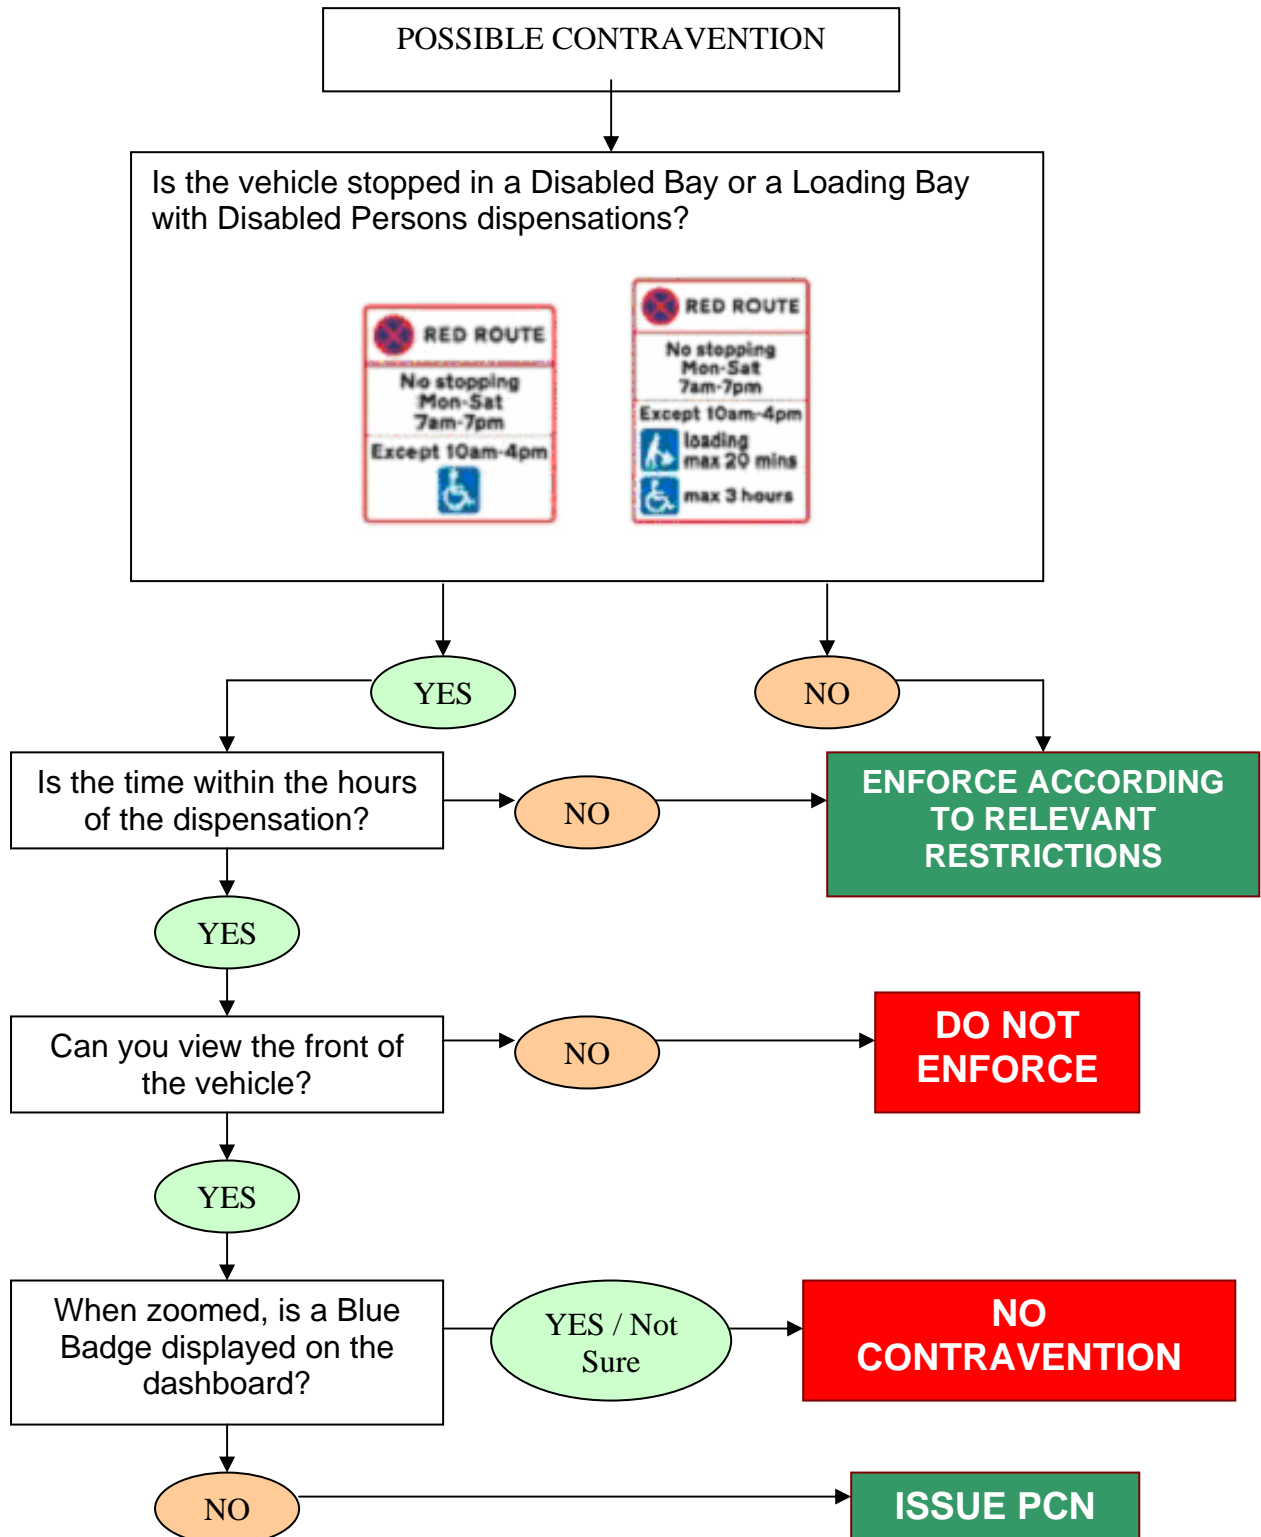 POSSIBLE CONTRAVENTION
Is the vehicle stopped in a Disabled Bay or a Loading Bay
with Disabled Persons dispensations?
RED ROUTE
No stopping
Mon-Sat
7am-7pm
Except 10am-4pm
RED ROUTE
No stopping
Mon-Sat
7am-7pm
Except 10am-4pm
loading
max 20 mins
max 3 hours
YES
NO
Is the time within the hours
of the dispensation?
NO
ENFORCE ACCORDING
TO RELEVANT
RESTRICTIONS
YES
Can you view the front of
the vehicle?
NO
DO NOT
ENFORCE
YES
When zoomed, is a Blue
Badge displayed on the
dashboard?
YES / Not
Sure
NO
CONTRAVENTION
NO
ISSUE PCN